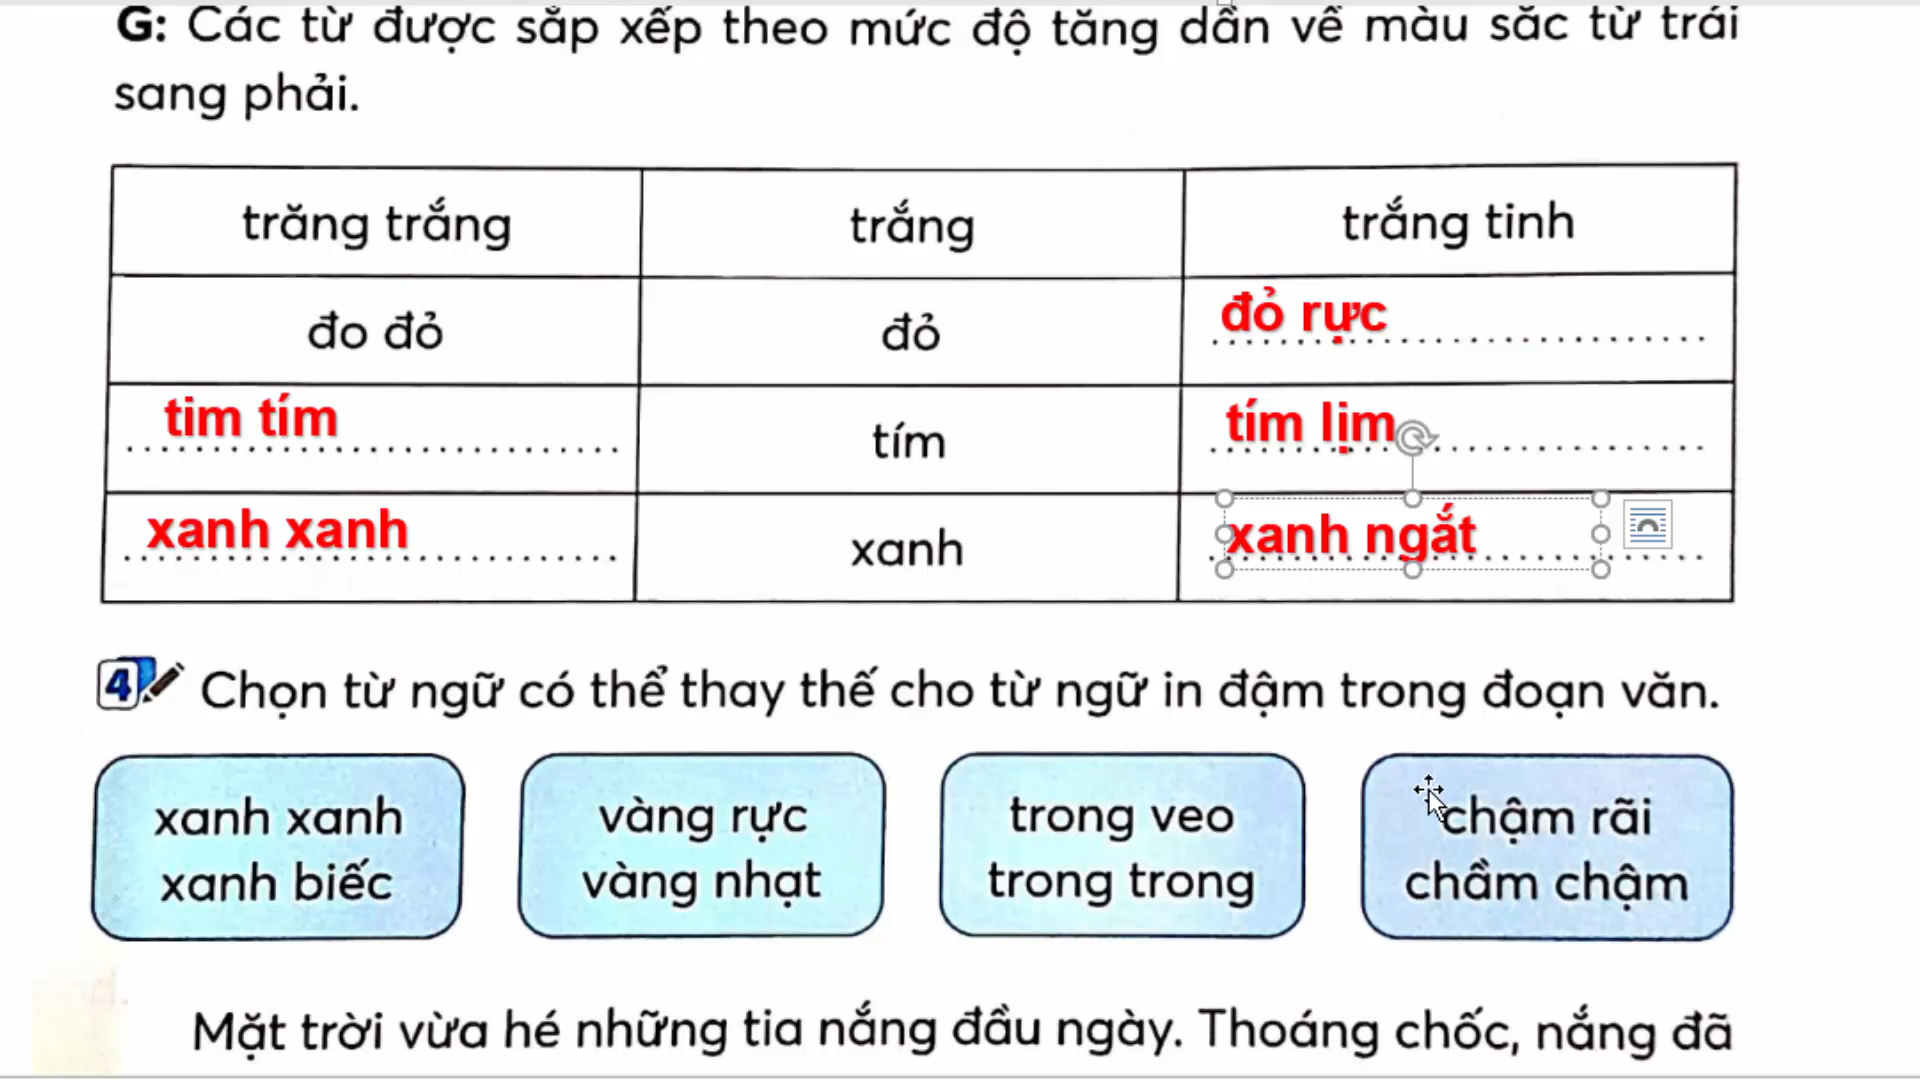 G: Các từ được sắp xếp theo mức độ tăng dần về màu sắc từ trái
sang phải.
trăng trắng trắng trắng tinh
đo đỏ đỏ đỏ rực
tim tím tím tím lịm
xanh xanh xanh xanh ngắt
4 Chọn từ ngữ có thể thay thế cho từ ngữ in đậm trong đoạn văn.
xanh xanh vàng rực trong veo chậm rãi
xanh biếc vàng nhạt trong trong chầm chậm
Mặt trời vừa hé những tia nắng đầu ngày. Thoáng chốc, nắng đã